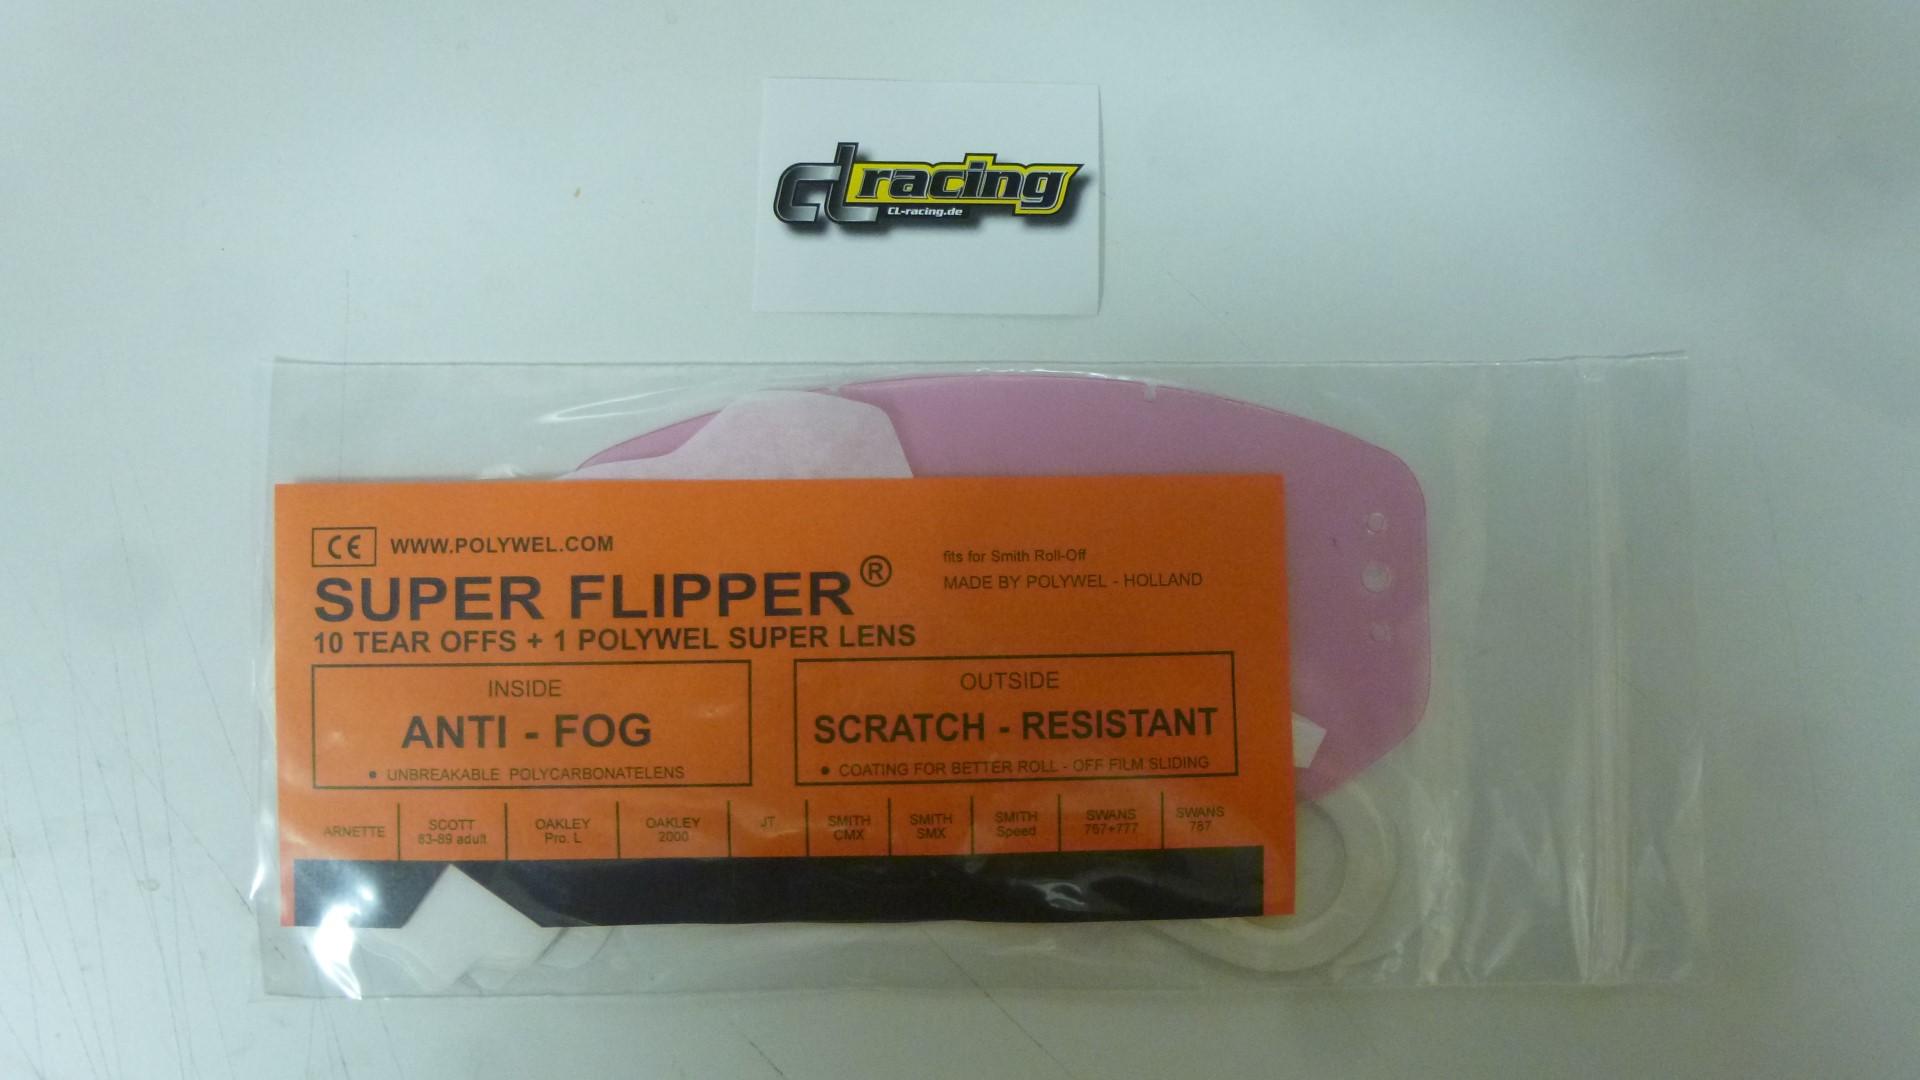 cl racing
CL-racing.de
CE WWW.POLYWEL.COM
SUPER FLIPPER®
10 TEAR OFFS + 1 POLYWEL SUPER LENS
fits for Smith Roll-Off
MADE BY POLYWEL - HOLLAND
INSIDE
ANTI - FOG
• UNBREAKABLE POLYCARBONATELENS
OUTSIDE
SCRATCH - RESISTANT
• COATING FOR BETTER ROLL - OFF FILM SLIDING
ARNETTE
SCOTT
83-89 adult
OAKLEY
Pro. L
OAKLEY
2000
JT
SMITH
CMX
SMITH
SMX
SMITH
Speed
SWANS
767+777
SWANS
787